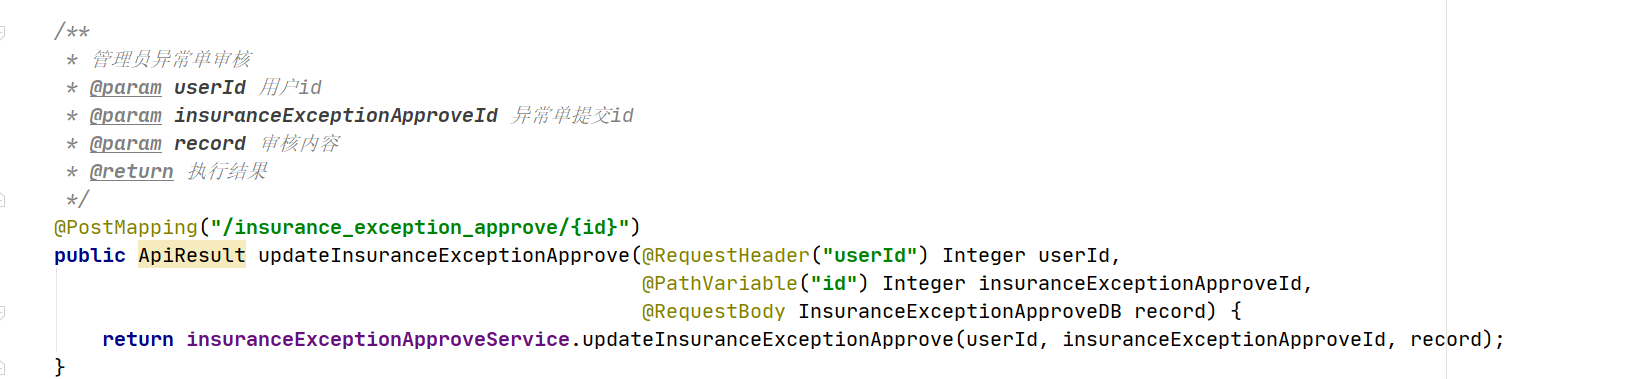 /**
* 管理员异常单审核
* @param userId 用户id
* @param insuranceExceptionApproveId 异常单提交id
* @param record 审核内容
* @return 执行结果
*/
@PostMapping("/insurance_exception_approve/{id}")
public ApiResult updateInsuranceExceptionApprove(@RequestHeader("userId") Integer userId,
@PathVariable("id") Integer insuranceExceptionApproveId,
@RequestBody InsuranceExceptionApproveDB record) {
return insuranceExceptionApproveService.updateInsuranceExceptionApprove(userId, insuranceExceptionApproveId, record);
}